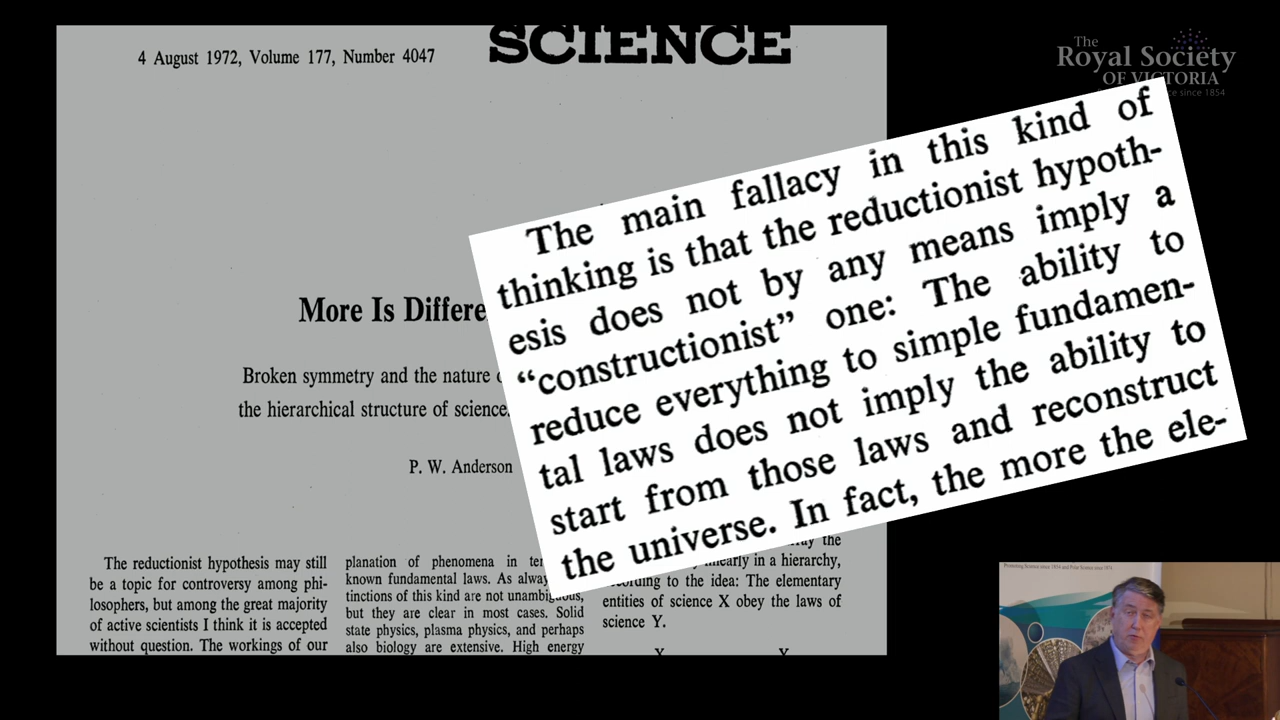 4 August 1972, Volume 177, Number 4047
SCIENCE
The
Royal Society
OF VICTORIA
ce since 1854
The main fallacy in this kind of
thinking is that the reductionist hypoth-
esis does not by any means imply a
“constructionist” one: The ability to
reduce everything to simple fundamen-
tal laws does not imply the ability to
start from those laws and reconstruct
the universe. In fact, the more the ele-
More Is Differe
Broken symmetry and the nature o
the hierarchical structure of science.
P. W. Anderson
The reductionist hypothesis may still
be a topic for controversy among phi-
losophers, but among the great majority
of active scientists I think it is accepted
without question. The workings of our
planation of phenomena in te
known fundamental laws. As alway
tinctions of this kind are not unambiguous,
but they are clear in most cases. Solid
state physics, plasma physics, and perhaps
also biology are extensive. High energy
the
linearly in a hierarchy,
according to the idea: The elementary
entities of science X obey the laws of
science Y.
X Y